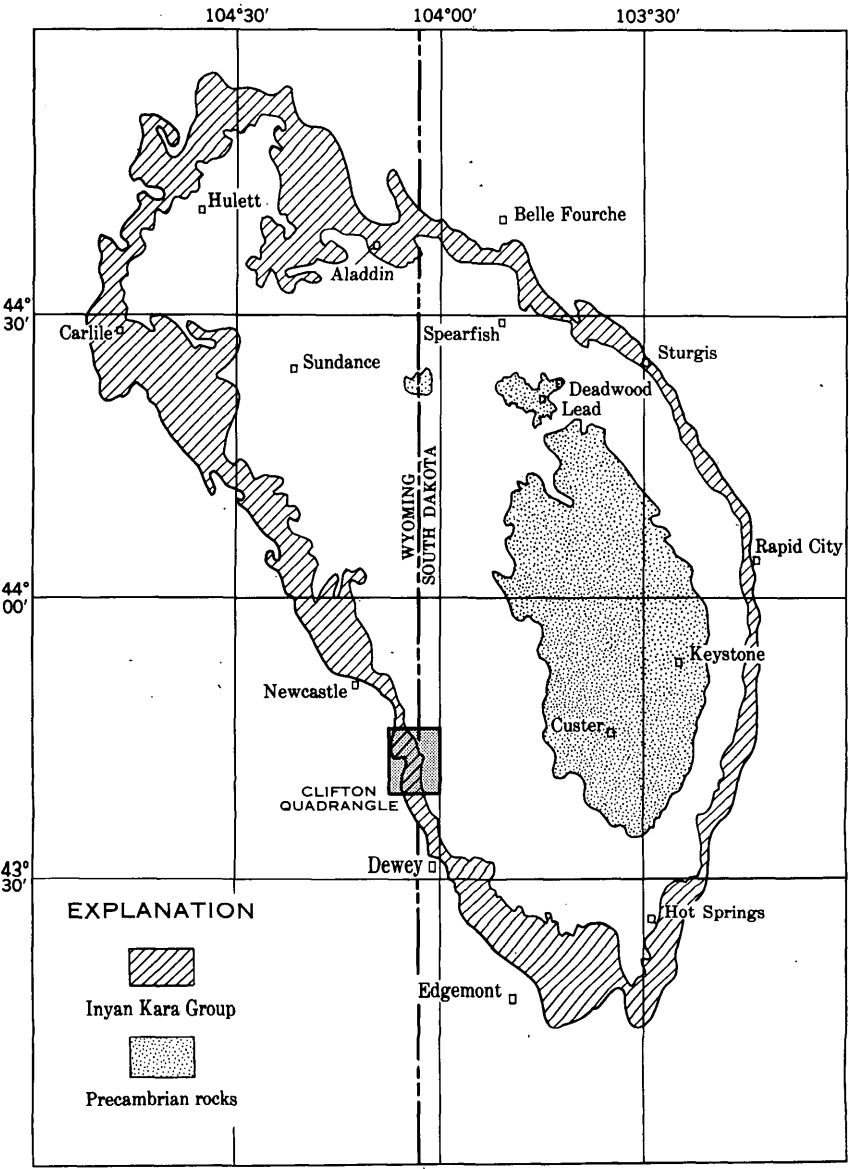 104°30′ 104°00′ 103°30′
Hulett
Belle Fourche
Aladdin
44°
30′
Carlile
Spearfish
Sundance
Sturgis
Deadwood
Lead
WYOMING
SOUTH DAKOTA
Rapid City
44°
00′
Keystone
Newcastle
Custer
CLIFTON
QUADRANGLE
Dewey
43°
30′
EXPLANATION
Hot Springs
Edgemont
Inyan Kara Group
Precambrian rocks